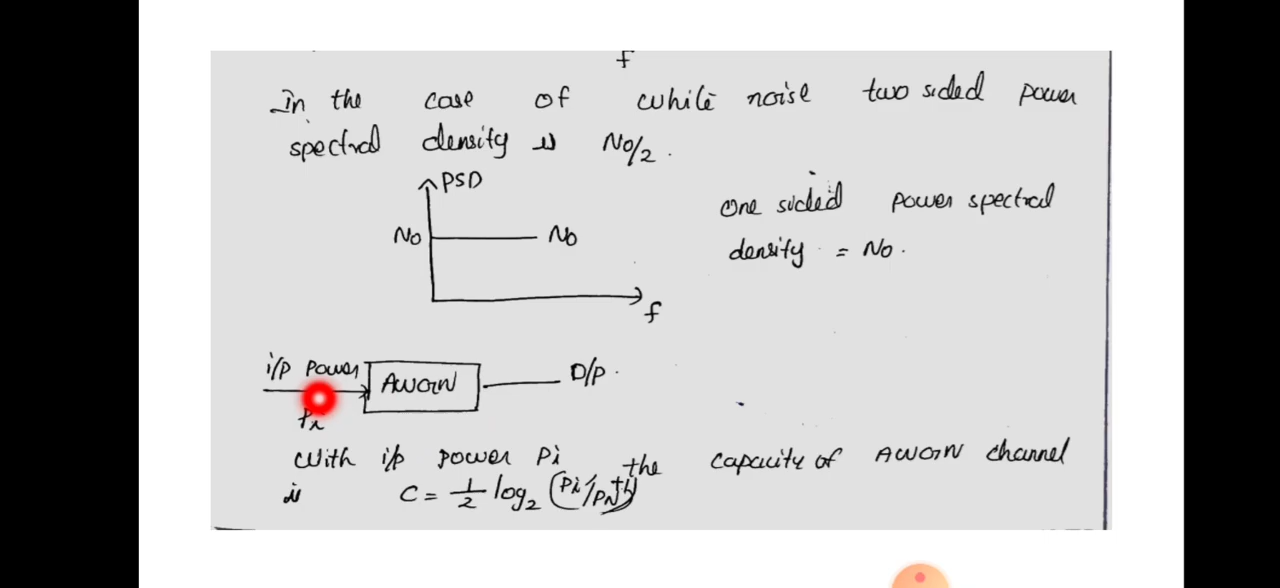 f
In the case of white noise two sided power
spectral density is No/2.
PSD
No
No
f
one sided power spectral
density = No.
i/p power
Pi
AWGN
O/P.
With i/p power Pi the capacity of AWGN channel
is C = 1/2 log2 (Pi/PN+1)